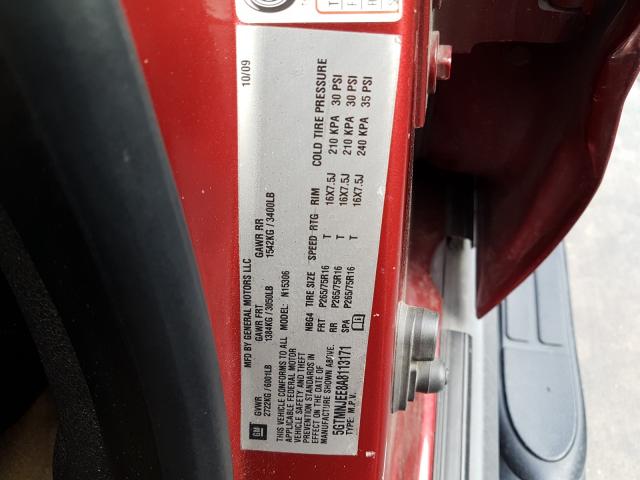 10/09
MFD BY GENERAL MOTORS LLC
GVWR GAWR FRT GAWR RR
2722KG / 6001LB 1384KG / 3050LB 1542KG / 3400LB
GM
THIS VEHICLE CONFORMS TO ALL MODEL: N15306
APPLICABLE FEDERAL MOTOR
VEHICLE SAFETY AND THEFT
PREVENTION STANDARDS
IN EFFECT ON THE DATE OF
MANUFACTURE SHOWN ABOVE.
5GTMNJEE8A8113171
TYPE: M.P.V.
NBG4 TIRE SIZE SPEED RTG RIM COLD TIRE PRESSURE
FRT P265/75R16 T 16X7.5J 210 KPA 30 PSI
RR P265/75R16 T 16X7.5J 210 KPA 30 PSI
SPA P265/75R16 T 16X7.5J 240 KPA 35 PSI